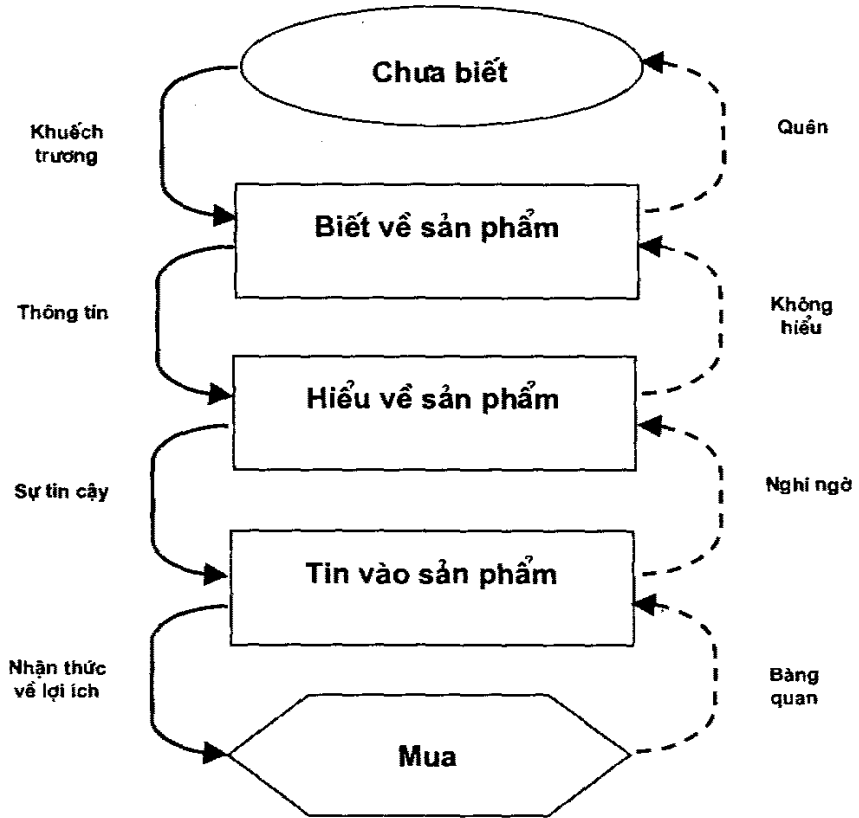 Chưa biết
Khuếch
trương
Quên
Biết về sản phẩm
Thông tin
Không
hiểu
Hiểu về sản phẩm
Sự tin cậy
Nghi ngờ
Tin vào sản phẩm
Nhận thức
về lợi ích
Bàng
quan
Mua